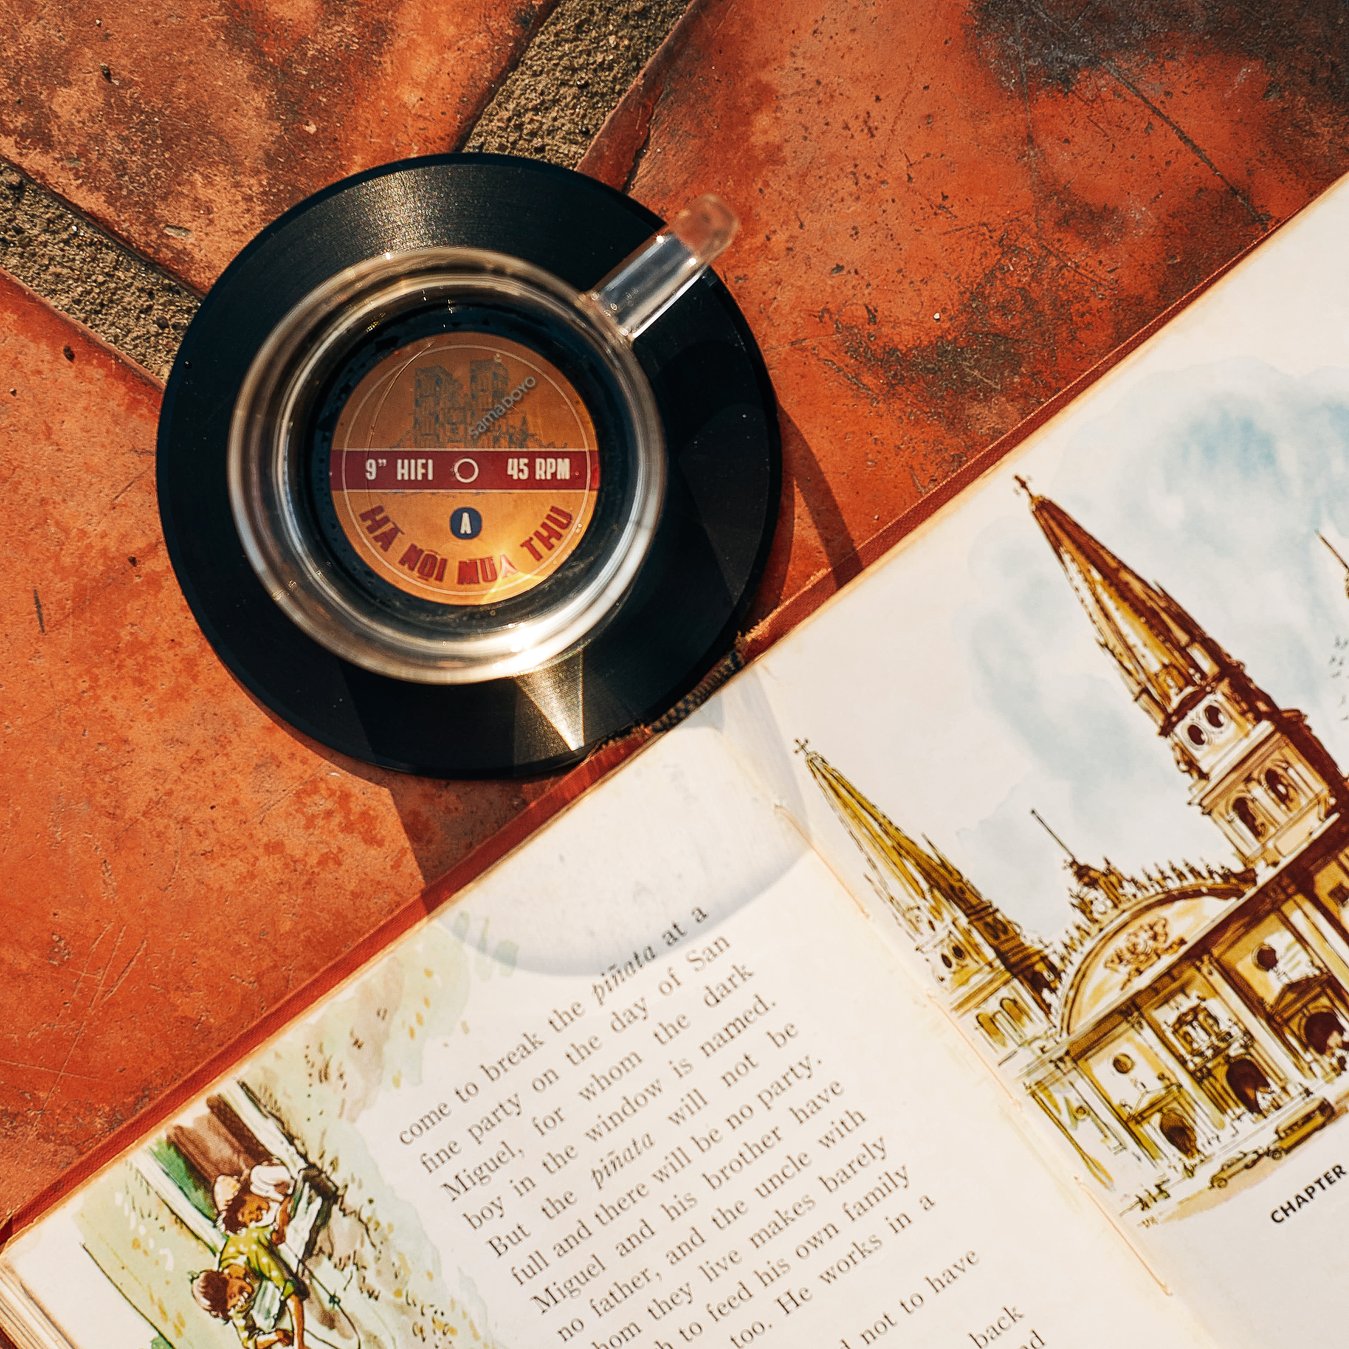 samadoyo
9” HIFI 45 RPM
A
HÀ NỘI MÙA THU
come to break the piñata at a
fine party on the day of San
Miguel, for whom the dark
boy in the window is named.
But the piñata will not be
full and there will be no party.
Miguel and his brother have
no father, and the uncle with
whom they live makes barely
to feed his own family
too. He works in a
not to have
back
CHAPTER